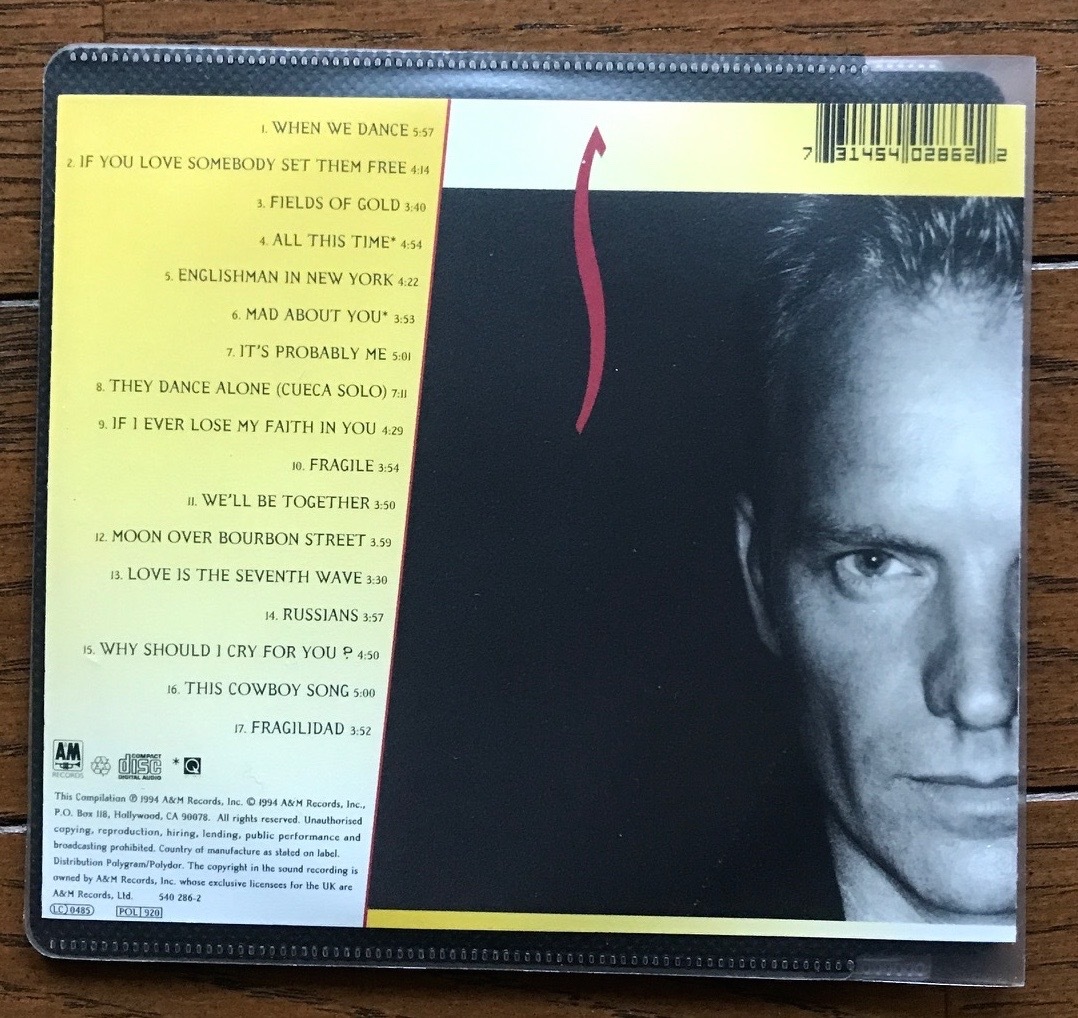 1. WHEN WE DANCE 5:57
2. IF YOU LOVE SOMEBODY SET THEM FREE 4:14
3. FIELDS OF GOLD 3:40
4. ALL THIS TIME* 4:54
5. ENGLISHMAN IN NEW YORK 4:22
6. MAD ABOUT YOU* 3:53
7. IT'S PROBABLY ME 5:01
8. THEY DANCE ALONE (CUECA SOLO) 7:11
9. IF I EVER LOSE MY FAITH IN YOU 4:29
10. FRAGILE 3:54
11. WE'LL BE TOGETHER 3:50
12. MOON OVER BOURBON STREET 3.59
13. LOVE IS THE SEVENTH WAVE 3:30
14. RUSSIANS 3:57
15. WHY SHOULD I CRY FOR YOU ? 4:50
16. THIS COWBOY SONG 5:00
17. FRAGILIDAD 3:52
7 31454 02862 2
A&M RECORDS
COMPACT disc DIGITAL AUDIO
* Q
This Compilation ℗ 1994 A&M Records, Inc. © 1994 A&M Records, Inc.,
P.O. Box 118, Hollywood, CA 90078. All rights reserved. Unauthorised
copying, reproduction, hiring, lending, public performance and
broadcasting prohibited. Country of manufacture as stated on label.
Distribution Polygram/Polydor. The copyright in the sound recording is
owned by A&M Records, Inc. whose exclusive licensees for the UK are
A&M Records, Ltd. 540 286-2
LC 0485 POL 920